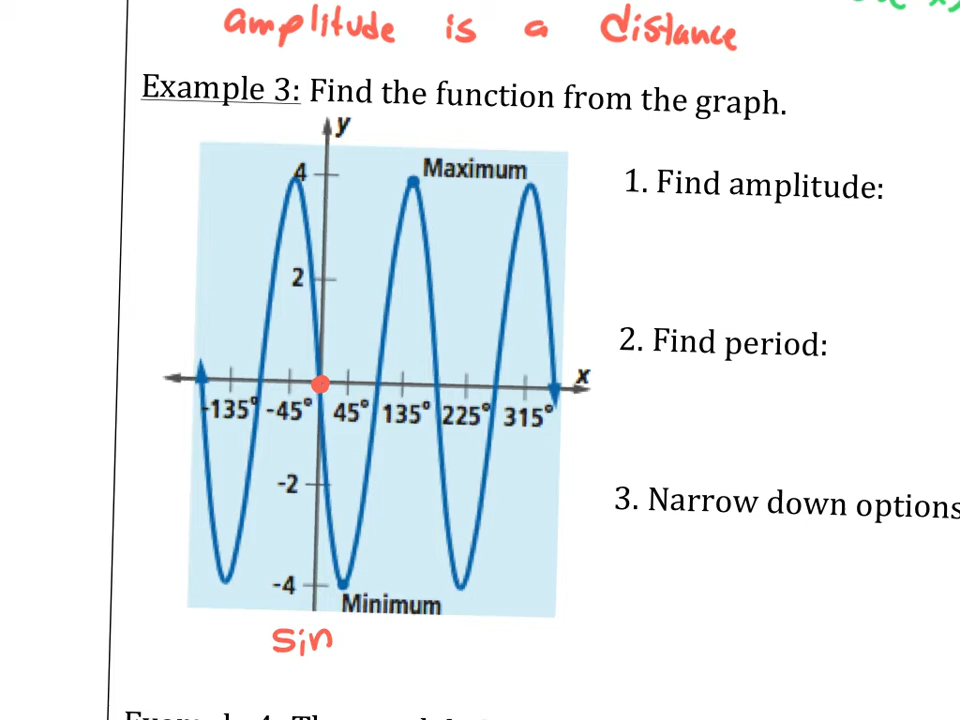 amplitude is a distance
Example 3: Find the function from the graph.
y
4
Maximum
1. Find amplitude:
2
2. Find period:
x
-135° -45° 45° 135° 225° 315°
-2
3. Narrow down options
-4
Minimum
sin